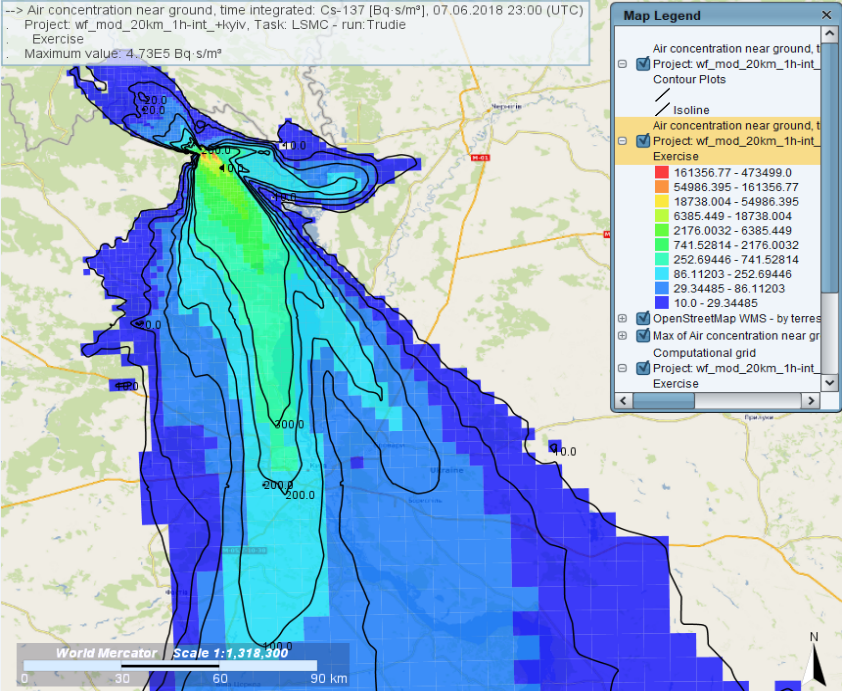 --> Air concentration near ground, time integrated: Cs-137 [Bq·s/m³], 07.06.2018 23:00 (UTC)
. Project: wf_mod_20km_1h-int_+kyiv, Task: LSMC - run:Trudie
. Exercise
. Maximum value: 4.73E5 Bq·s/m³
Map Legend
Air concentration near ground, t
Project: wf_mod_20km_1h-int_
Contour Plots
Isoline
Air concentration near ground, t
Project: wf_mod_20km_1h-int_
Exercise
161356.77 - 473499.0
54986.395 - 161356.77
18738.004 - 54986.395
6385.449 - 18738.004
2176.0032 - 6385.449
741.52814 - 2176.0032
252.69446 - 741.52814
86.11203 - 252.69446
29.34485 - 86.11203
10.0 - 29.34485
OpenStreetMap WMS - by terres
Max of Air concentration near gr
Computational grid
Project: wf_mod_20km_1h-int_
Exercise
Чернігів
M-01
10.0
10.0
10.0
300.0
10.0
200.0
200.0
Ukraine
100.0
World Mercator Scale 1:1,318,300
0 30 60 90 km
N